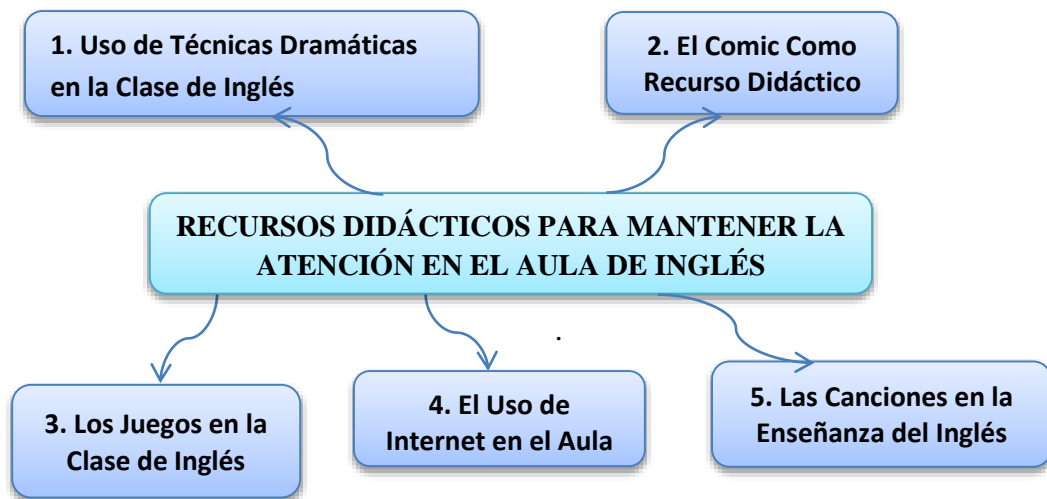 1. Uso de Técnicas Dramáticas
en la Clase de Inglés
2. El Comic Como
Recurso Didáctico
RECURSOS DIDÁCTICOS PARA MANTENER LA
ATENCIÓN EN EL AULA DE INGLÉS
.
3. Los Juegos en la
Clase de Inglés
4. El Uso de
Internet en el Aula
5. Las Canciones en la
Enseñanza del Inglés